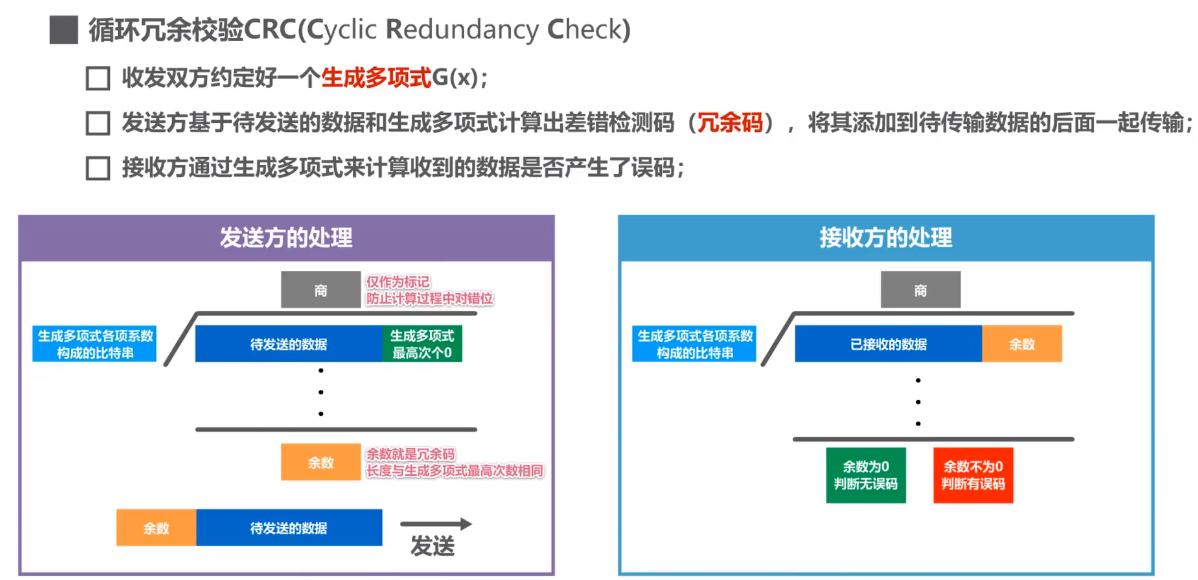 循环冗余校验CRC(Cyclic Redundancy Check)
收发双方约定好一个生成多项式G(x)；
发送方基于待发送的数据和生成多项式计算出差错检测码（冗余码），将其添加到待传输数据的后面一起传输；
接收方通过生成多项式来计算收到的数据是否产生了误码；
发送方的处理
商
仅作为标记
防止计算过程中对错位
生成多项式各项系数
构成的比特串
待发送的数据
生成多项式
最高次个0
余数
余数就是冗余码
长度与生成多项式最高次数相同
余数
待发送的数据
发送
接收方的处理
商
生成多项式各项系数
构成的比特串
已接收的数据
余数
余数为0
判断无误码
余数不为0
判断有误码